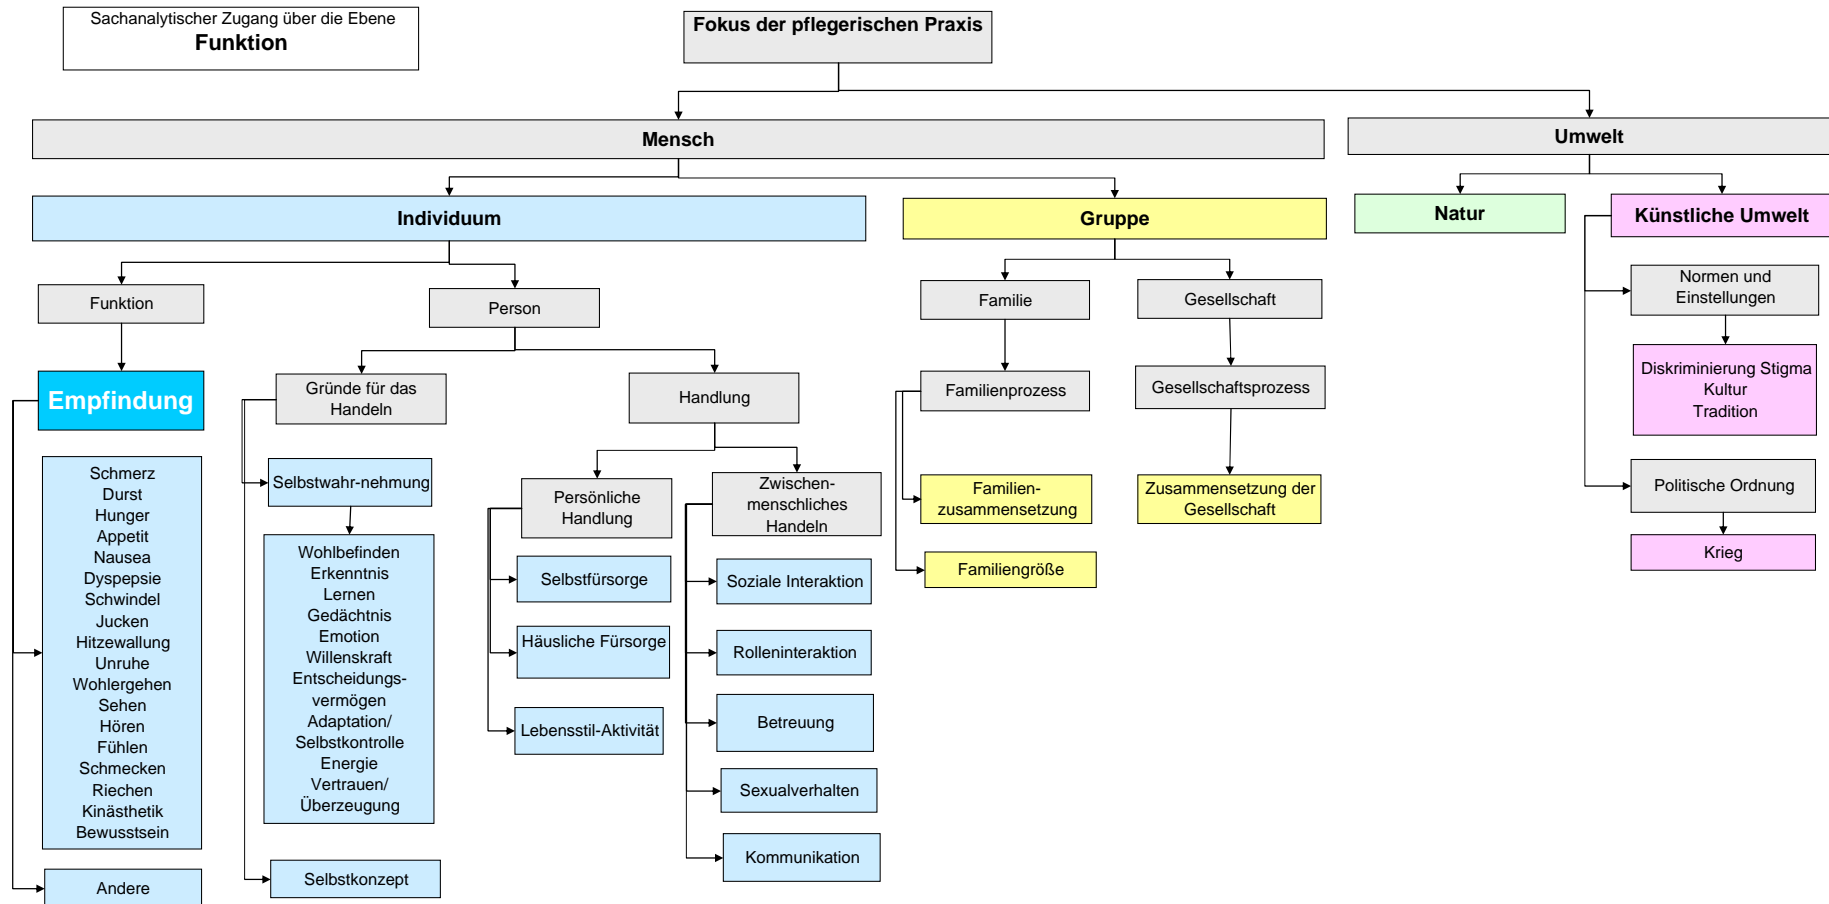 Sachanalytischer Zugang über die Ebene
Funktion
Fokus der pflegerischen Praxis
Mensch
Umwelt
Individuum
Gruppe
Natur
Künstliche Umwelt
Funktion
Person
Familie
Gesellschaft
Normen und
Einstellungen
Empfindung
Gründe für das
Handeln
Handlung
Familienprozess
Gesellschaftsprozess
Diskriminierung Stigma
Kultur
Tradition
Schmerz
Durst
Hunger
Appetit
Nausea
Dyspepsie
Schwindel
Jucken
Hitzewallung
Unruhe
Wohlergehen
Sehen
Hören
Fühlen
Schmecken
Riechen
Kinästhetik
Bewusstsein
Andere
Selbstwahr-nehmung
Wohlbefinden
Erkenntnis
Lernen
Gedächtnis
Emotion
Willenskraft
Entscheidungs-
vermögen
Adaptation/
Selbstkontrolle
Energie
Vertrauen/
Überzeugung
Selbstkonzept
Persönliche
Handlung
Selbstfürsorge
Häusliche Fürsorge
Lebensstil-Aktivität
Zwischen-
menschliches
Handeln
Soziale Interaktion
Rolleninteraktion
Betreuung
Sexualverhalten
Kommunikation
Familien-
zusammensetzung
Familiengröße
Zusammensetzung der
Gesellschaft
Politische Ordnung
Krieg